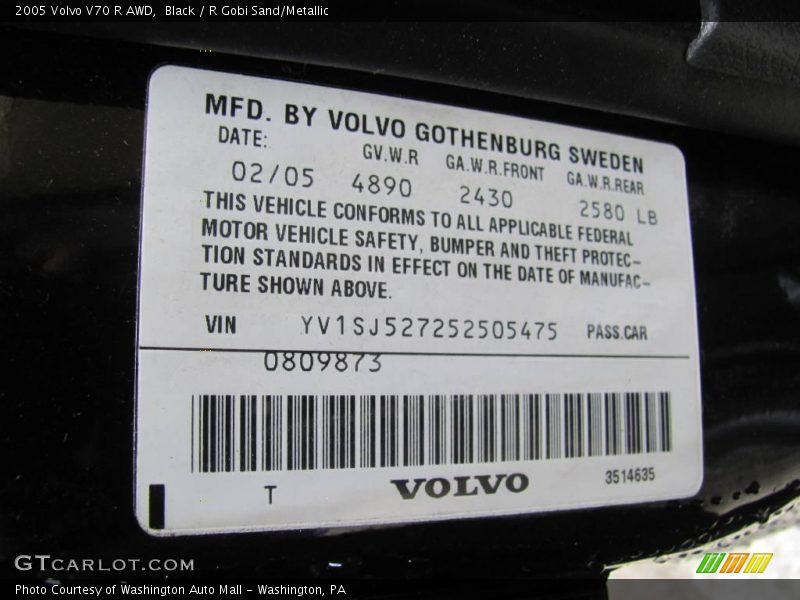 2005 Volvo V70 R AWD,  Black / R Gobi Sand/Metallic
MFD. BY VOLVO GOTHENBURG SWEDEN
DATE: GV.W.R GA.W.R.FRONT GA.W.R.REAR
02/05 4890 2430 2580 LB
THIS VEHICLE CONFORMS TO ALL APPLICABLE FEDERAL
MOTOR VEHICLE SAFETY, BUMPER AND THEFT PROTEC-
TION STANDARDS IN EFFECT ON THE DATE OF MANUFAC-
TURE SHOWN ABOVE.
VIN YV1SJ527252505475 PASS.CAR
0809873
T VOLVO 3514635
GTCARLOT.COM
Photo Courtesy of Washington Auto Mall - Washington, PA